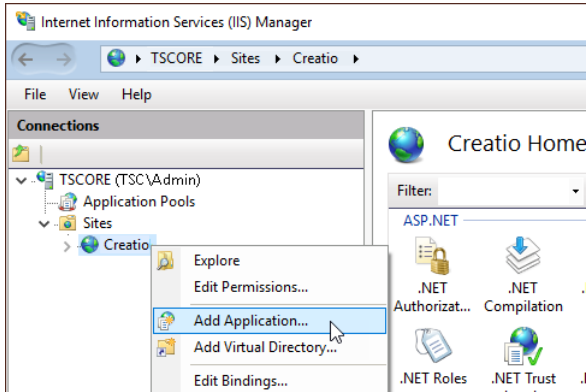 Internet Information Services (IIS) Manager
TSCORE Sites Creatio
File View Help
Connections
TSCORE (TSC\Admin)
Application Pools
Sites
Creatio
Explore
Edit Permissions...
Add Application...
Add Virtual Directory...
Edit Bindings...
Creatio Home
Filter:
ASP.NET
.NET Authorizat...
.NET Compilation
.NET Roles
.NET Trust